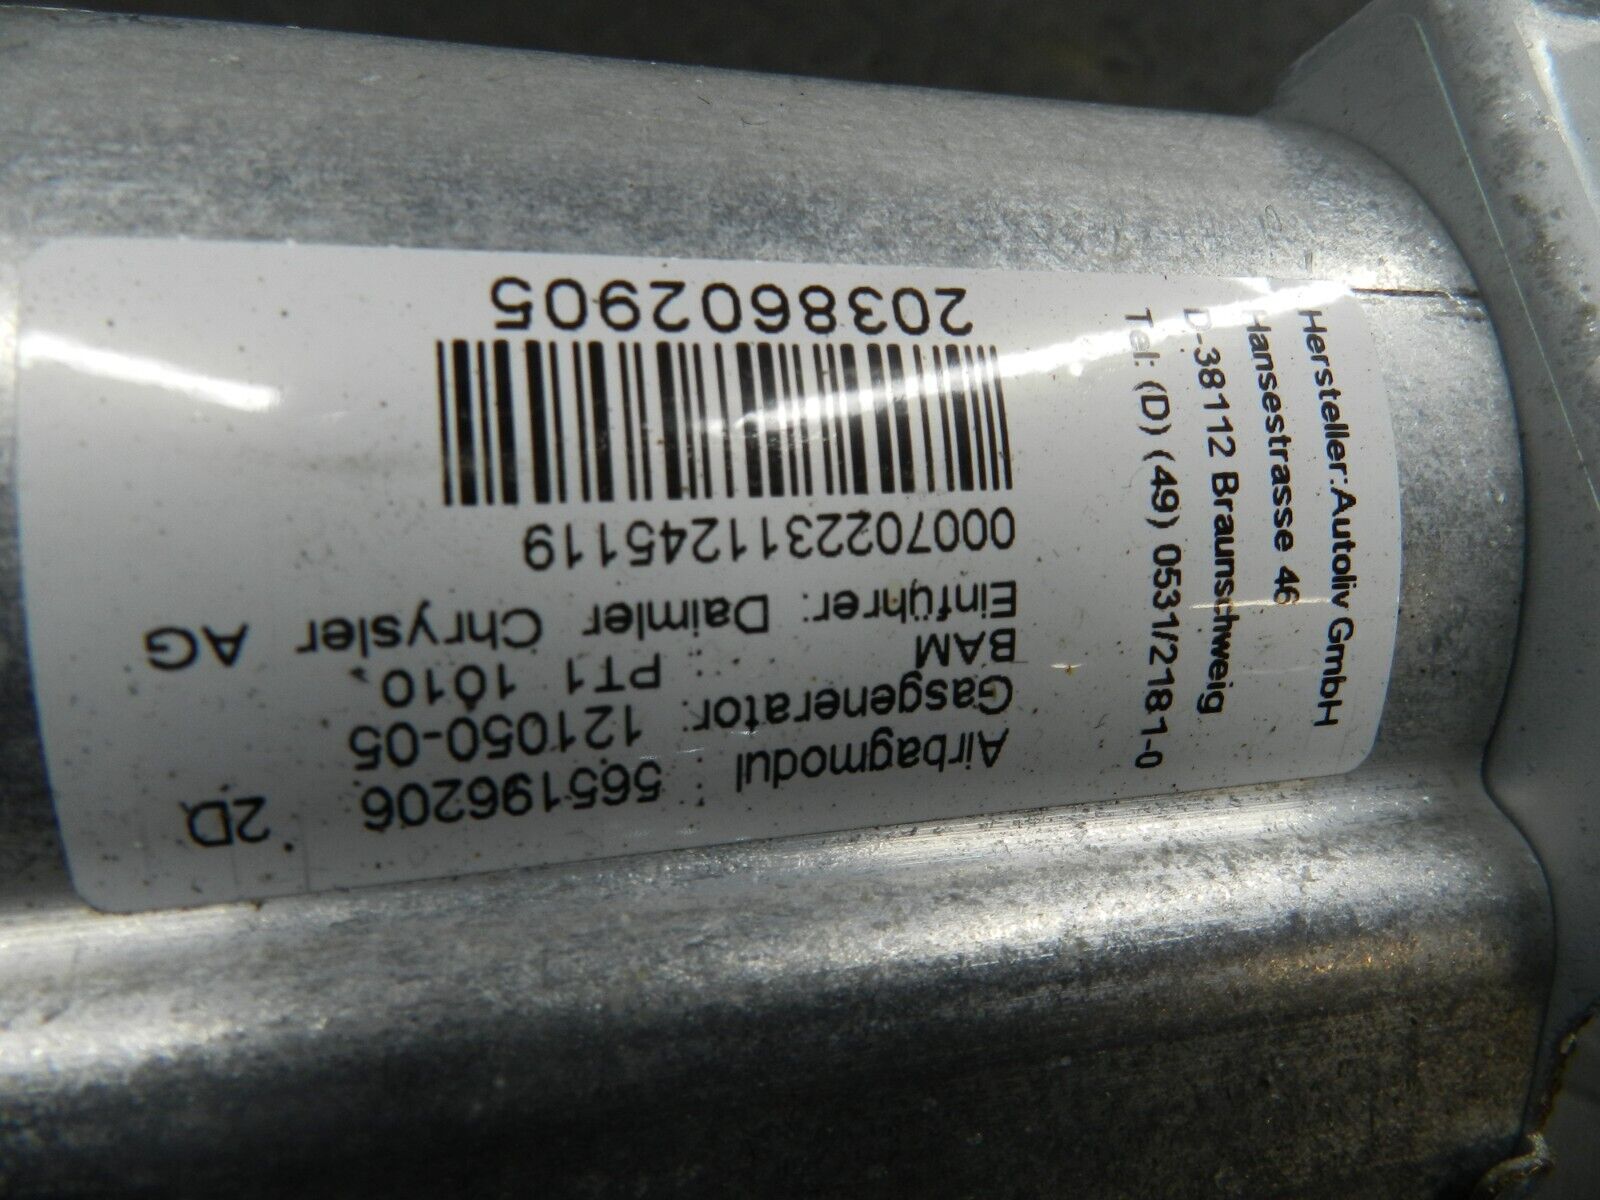 Airbagmodul : 565196206 2D
Gasgenerator: 121050-05
BAM : PT1 1010.
Einführer: Daimler Chrysler AG
0007022311245119
2038602905
Hersteller:Autoliv GmbH
Hansestrasse 46
D-38112 Braunschweig
Tel: (D) (49) 0531/2181-0